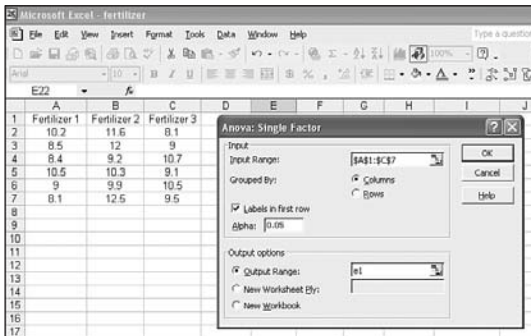 Microsoft Excel - fertilizer
File Edit View Insert Format Tools Data Window Help
Type a question
100%
Arial 10 B I U $ % ,
E22 fx
A B C D E F G H I J
1 Fertilizer 1 Fertilizer 2 Fertilizer 3
2 10.2 11.6 8.1
3 8.5 12 9
4 8.4 9.2 10.7
5 10.5 10.3 9.1
6 9 9.9 10.5
7 8.1 12.5 9.5
8
9
10
11
12
13
14
15
16
17
Anova: Single Factor
Input
Input Range: $A$1:$C$7
Grouped By: Columns
Rows
Labels in first row
Alpha: 0.05
Output options
Output Range: e1
New Worksheet Ply:
New Workbook
OK
Cancel
Help